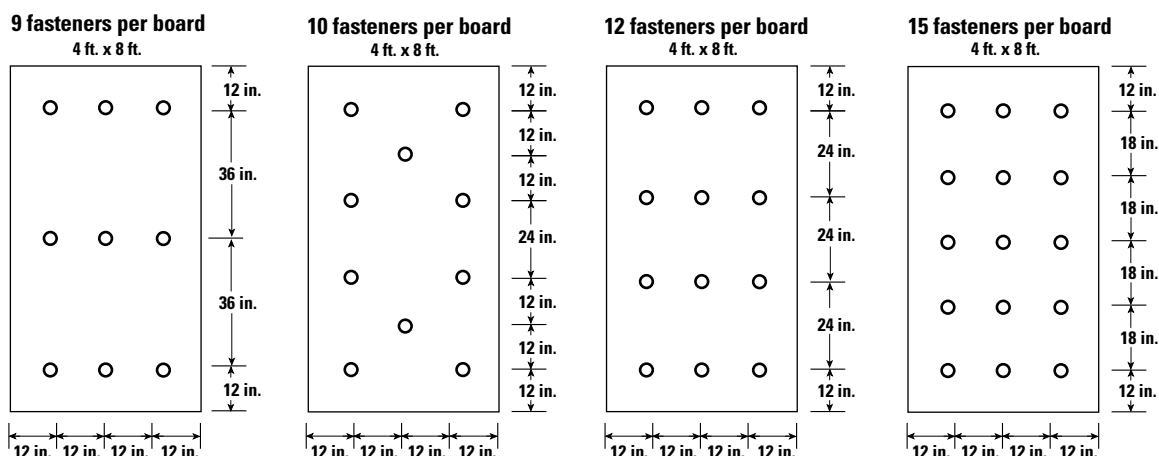 9 fasteners per board
4 ft. x 8 ft.
12 in.
36 in.
36 in.
12 in.
12 in. 12 in. 12 in. 12 in.
10 fasteners per board
4 ft. x 8 ft.
12 in.
12 in.
12 in.
24 in.
12 in.
12 in.
12 in.
12 in. 12 in. 12 in. 12 in.
12 fasteners per board
4 ft. x 8 ft.
12 in.
24 in.
24 in.
24 in.
12 in.
12 in. 12 in. 12 in. 12 in.
15 fasteners per board
4 ft. x 8 ft.
12 in.
18 in.
18 in.
18 in.
18 in.
12 in.
12 in. 12 in. 12 in. 12 in.